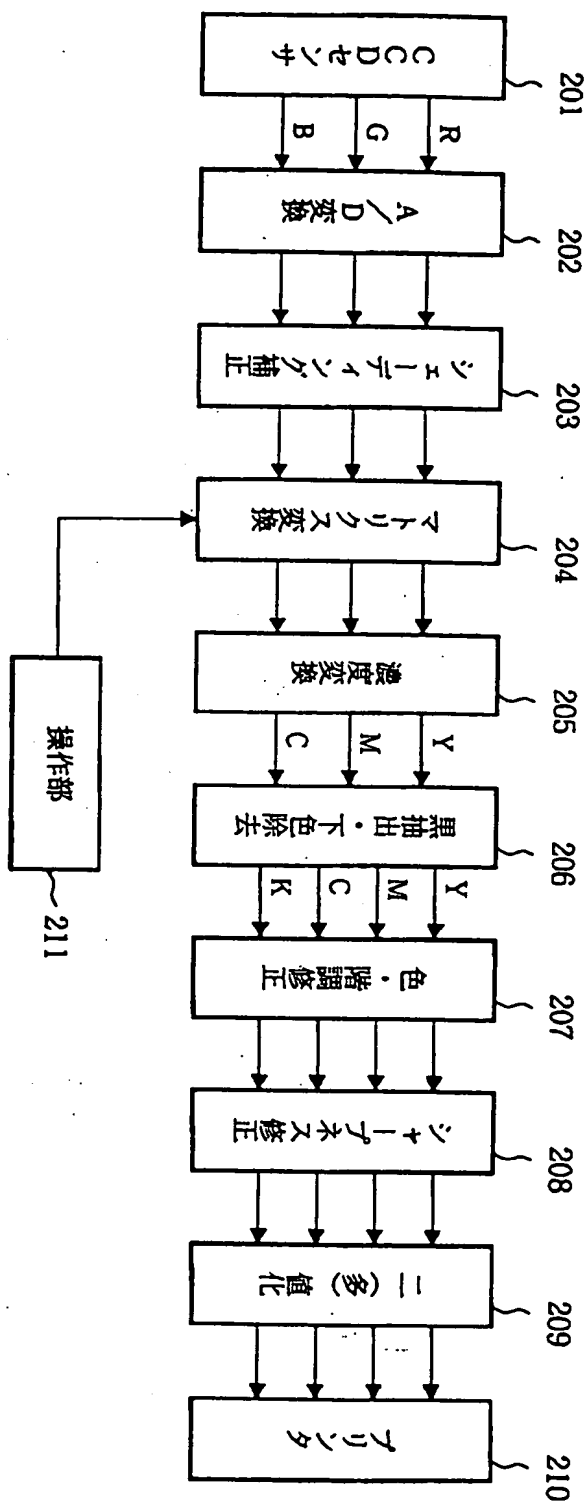 201
CCDセンサ
R
G
B
202
A/D変換
203
シェーディング補正
204
マトリクス変換
205
濃度変換
Y
M
C
206
黒抽出・下色除去
Y
M
C
K
207
色・階調修正
208
シャープネス修正
209
二(多)値化
210
プリンタ
操作部
211